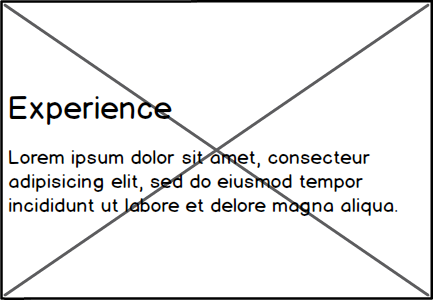 Experience
Lorem ipsum dolor sit amet, consecteur
adipisicing elit, sed do eiusmod tempor
incididunt ut labore et delore magna aliqua.